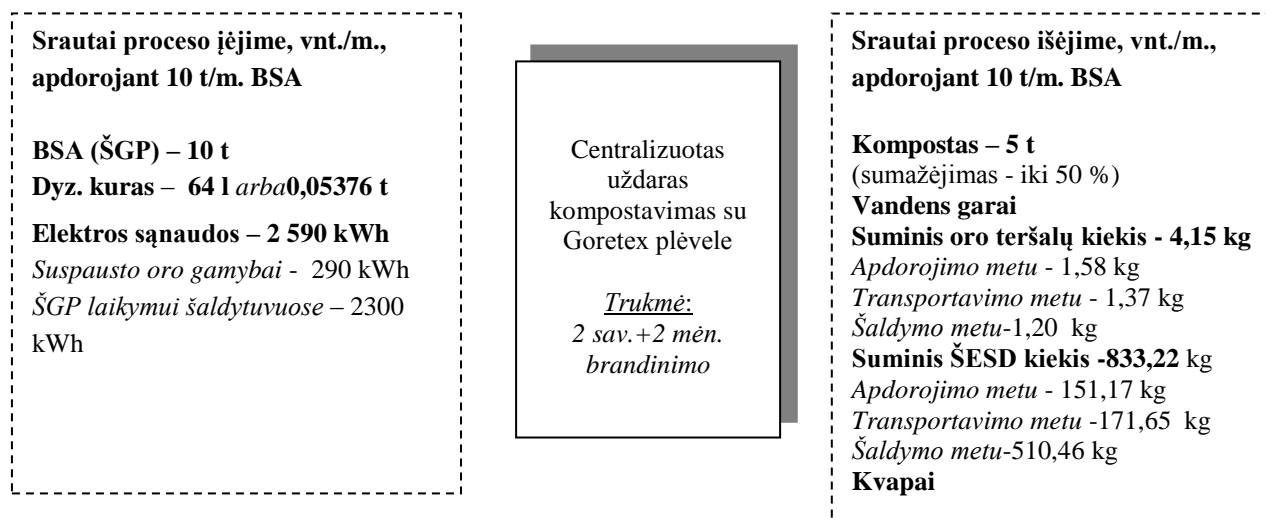 Srautai proceso įėjime, vnt./m.,
apdorojant 10 t/m. BSA
BSA (ŠGP) – 10 t
Dyz. kuras – 64 l arba0,05376 t
Elektros sąnaudos – 2 590 kWh
Suspausto oro gamybai - 290 kWh
ŠGP laikymui šaldytuvuose – 2300
kWh
Centralizuotas
uždaras
kompostavimas su
Goretex plėvele
Trukmė:
2 sav.+2 mėn.
brandinimo
Srautai proceso išėjime, vnt./m.,
apdorojant 10 t/m. BSA
Kompostas – 5 t
(sumažėjimas - iki 50 %)
Vandens garai
Suminis oro teršalų kiekis - 4,15 kg
Apdorojimo metu - 1,58 kg
Transportavimo metu - 1,37 kg
Šaldymo metu-1,20 kg
Suminis ŠESD kiekis -833,22 kg
Apdorojimo metu - 151,17 kg
Transportavimo metu -171,65 kg
Šaldymo metu-510,46 kg
Kvapai